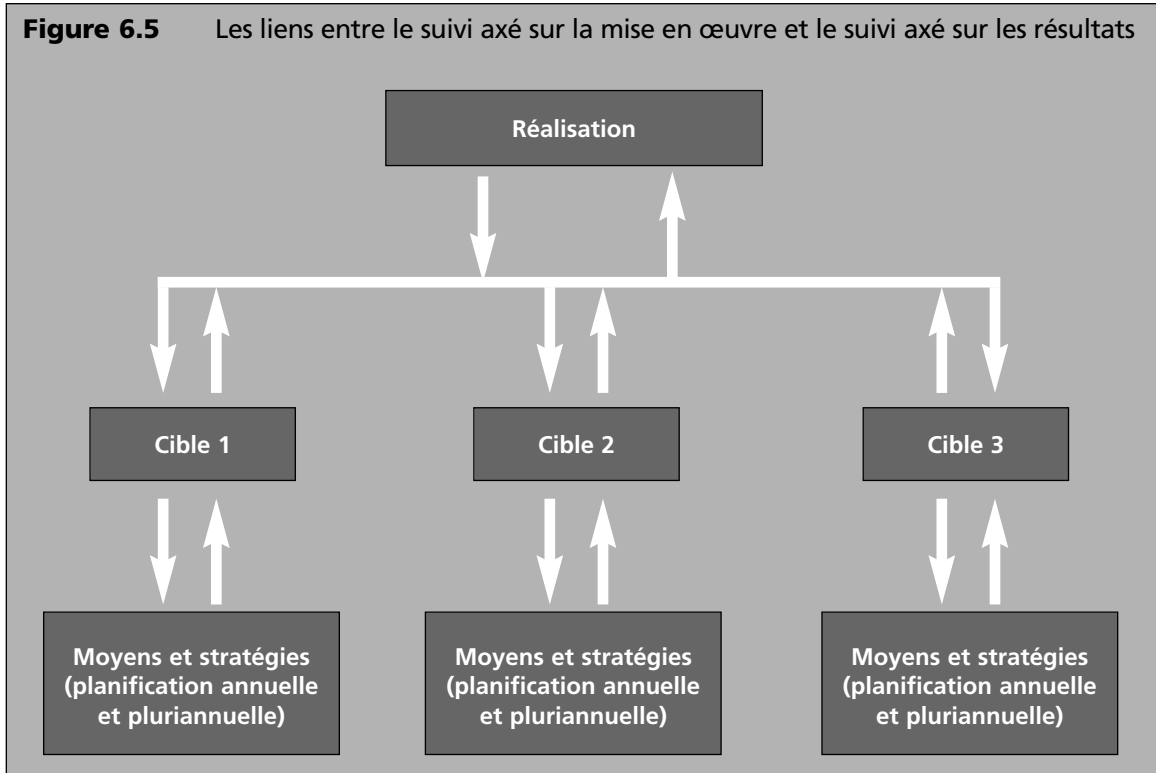 Figure 6.5 Les liens entre le suivi axé sur la mise en œuvre et le suivi axé sur les résultats
Réalisation
Cible 1
Cible 2
Cible 3
Moyens et stratégies
(planification annuelle
et pluriannuelle)
Moyens et stratégies
(planification annuelle
et pluriannuelle)
Moyens et stratégies
(planification annuelle
et pluriannuelle)